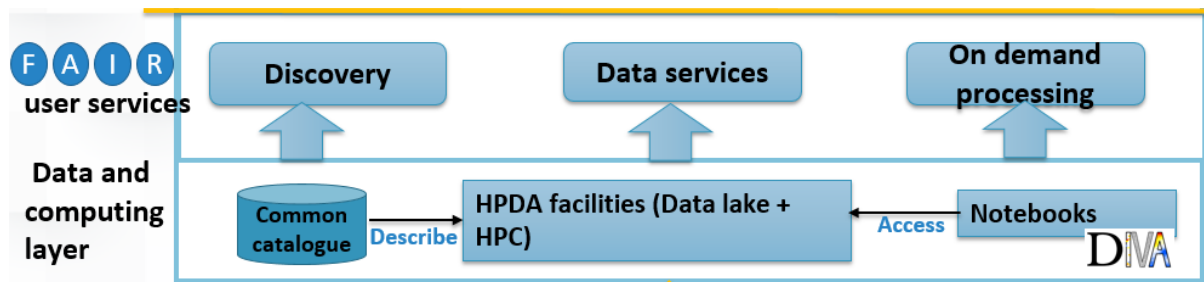 F A I R
user services
Discovery
Data services
On demand
processing
Data and
computing
layer
Common
catalogue
Describe
HPDA facilities (Data lake +
HPC)
Access
Notebooks
DIVA